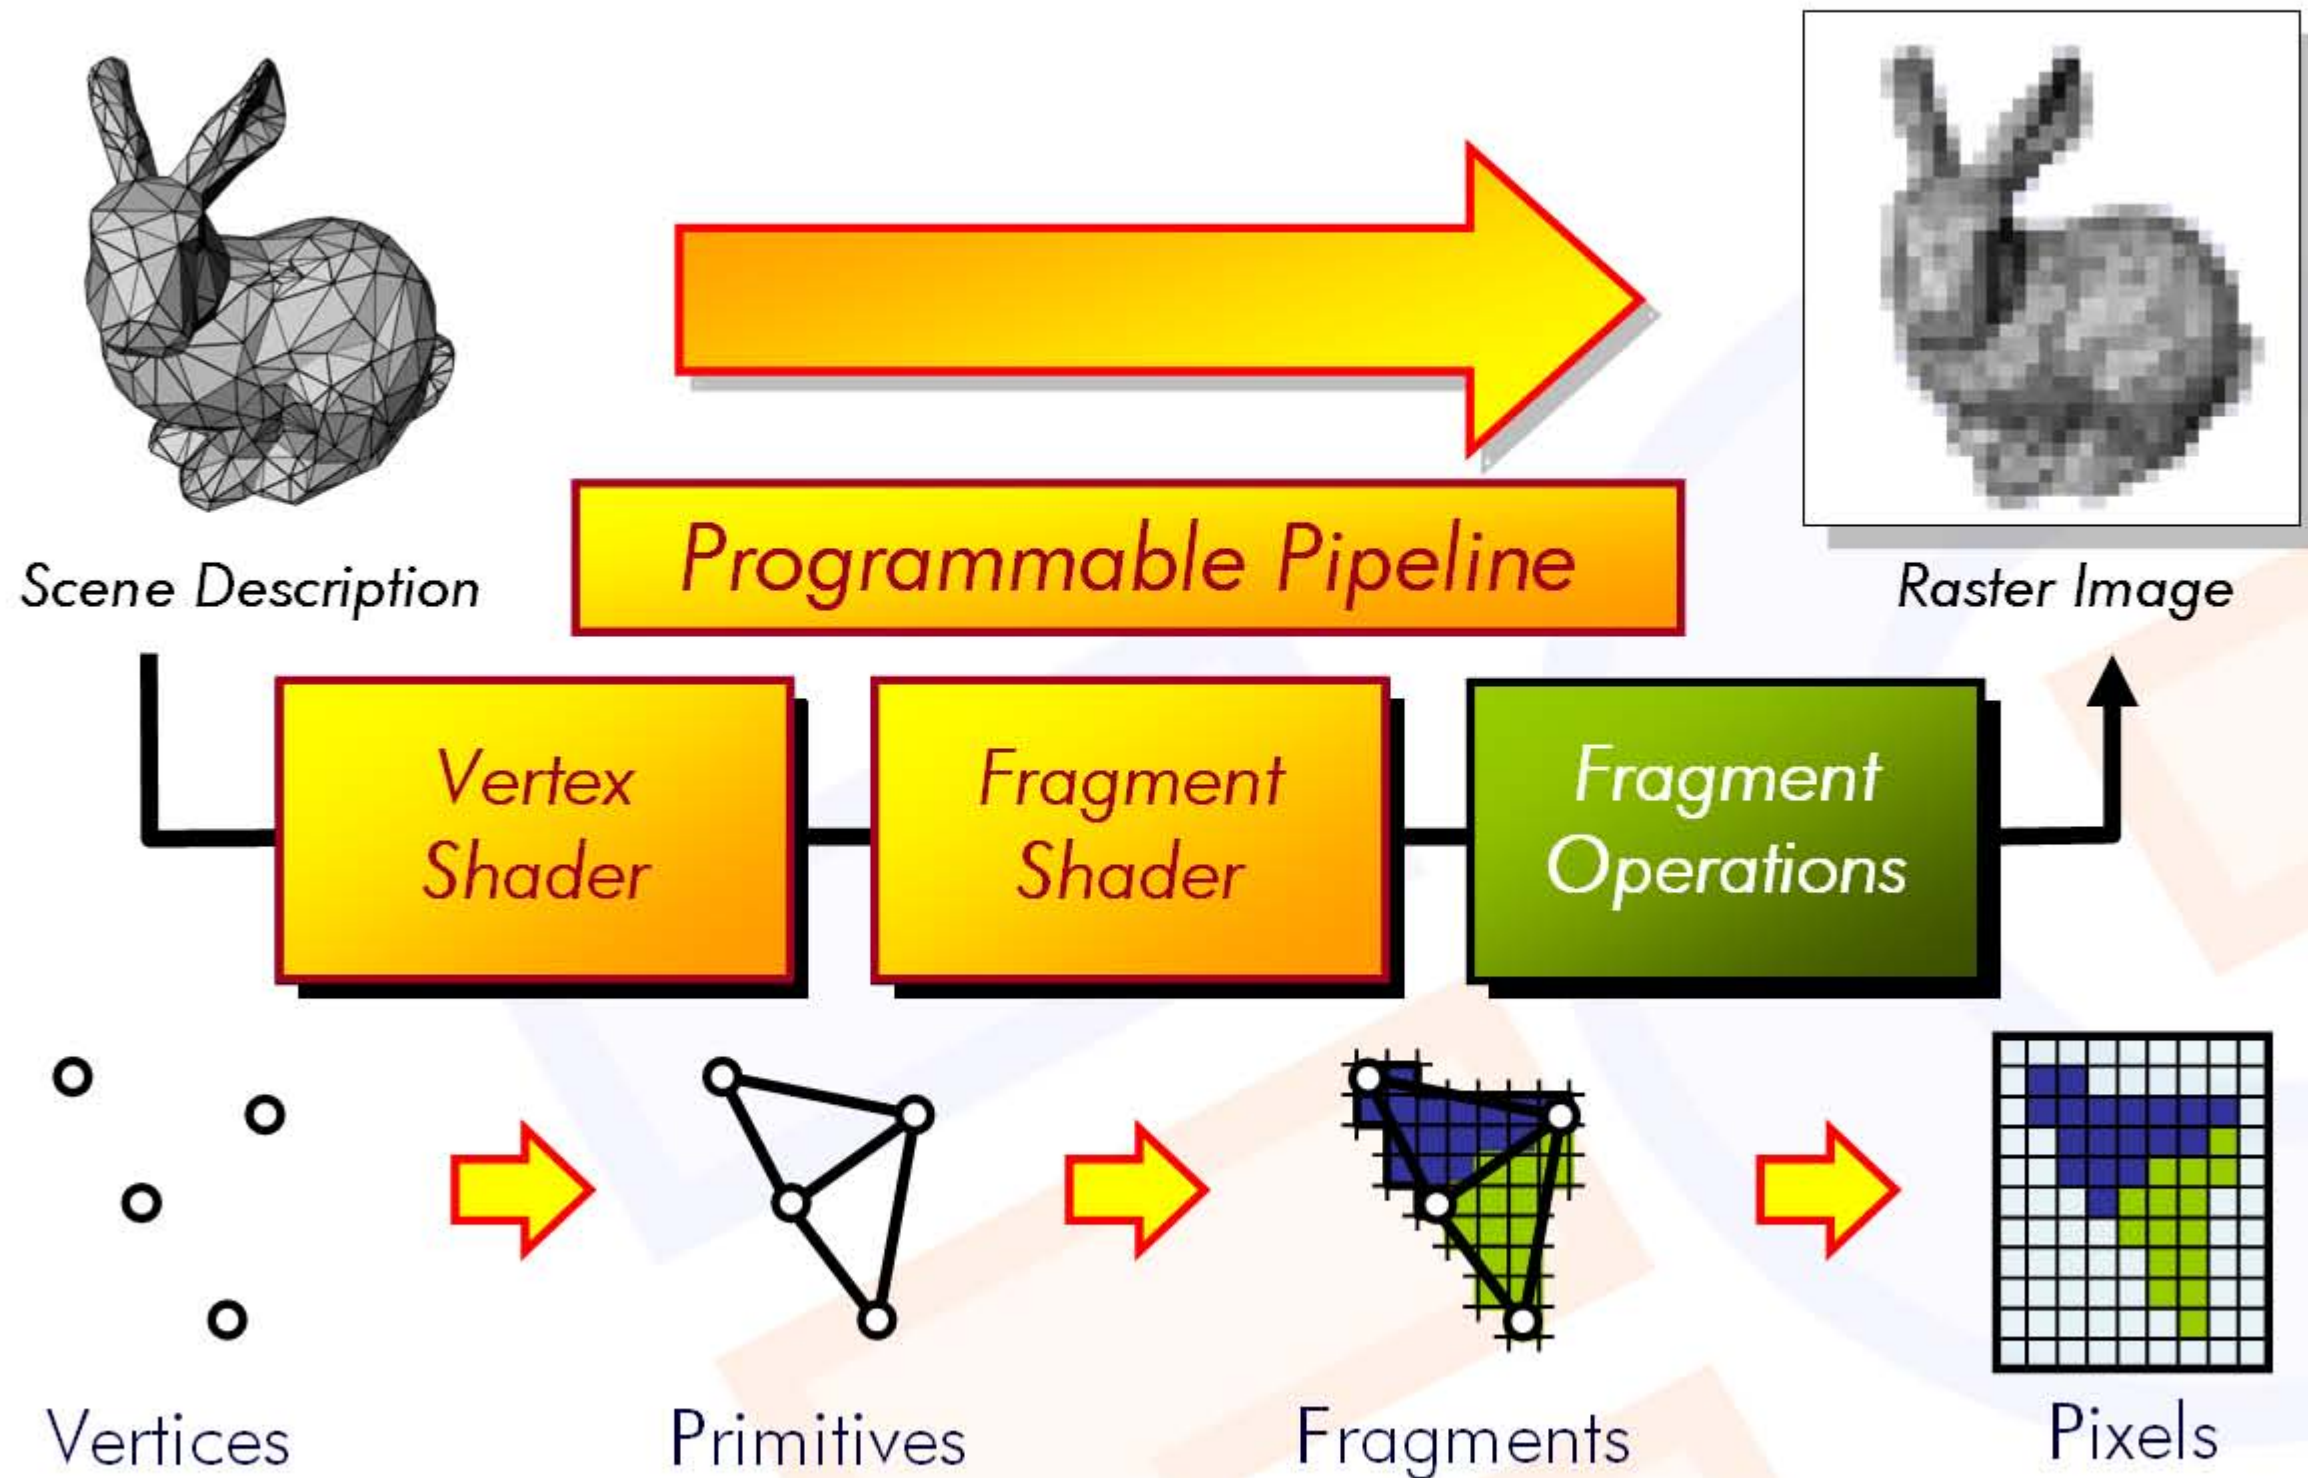 Programmable Pipeline
Scene Description
Raster Image
Vertex
Shader
Fragment
Shader
Fragment
Operations
Vertices
Primitives
Fragments
Pixels